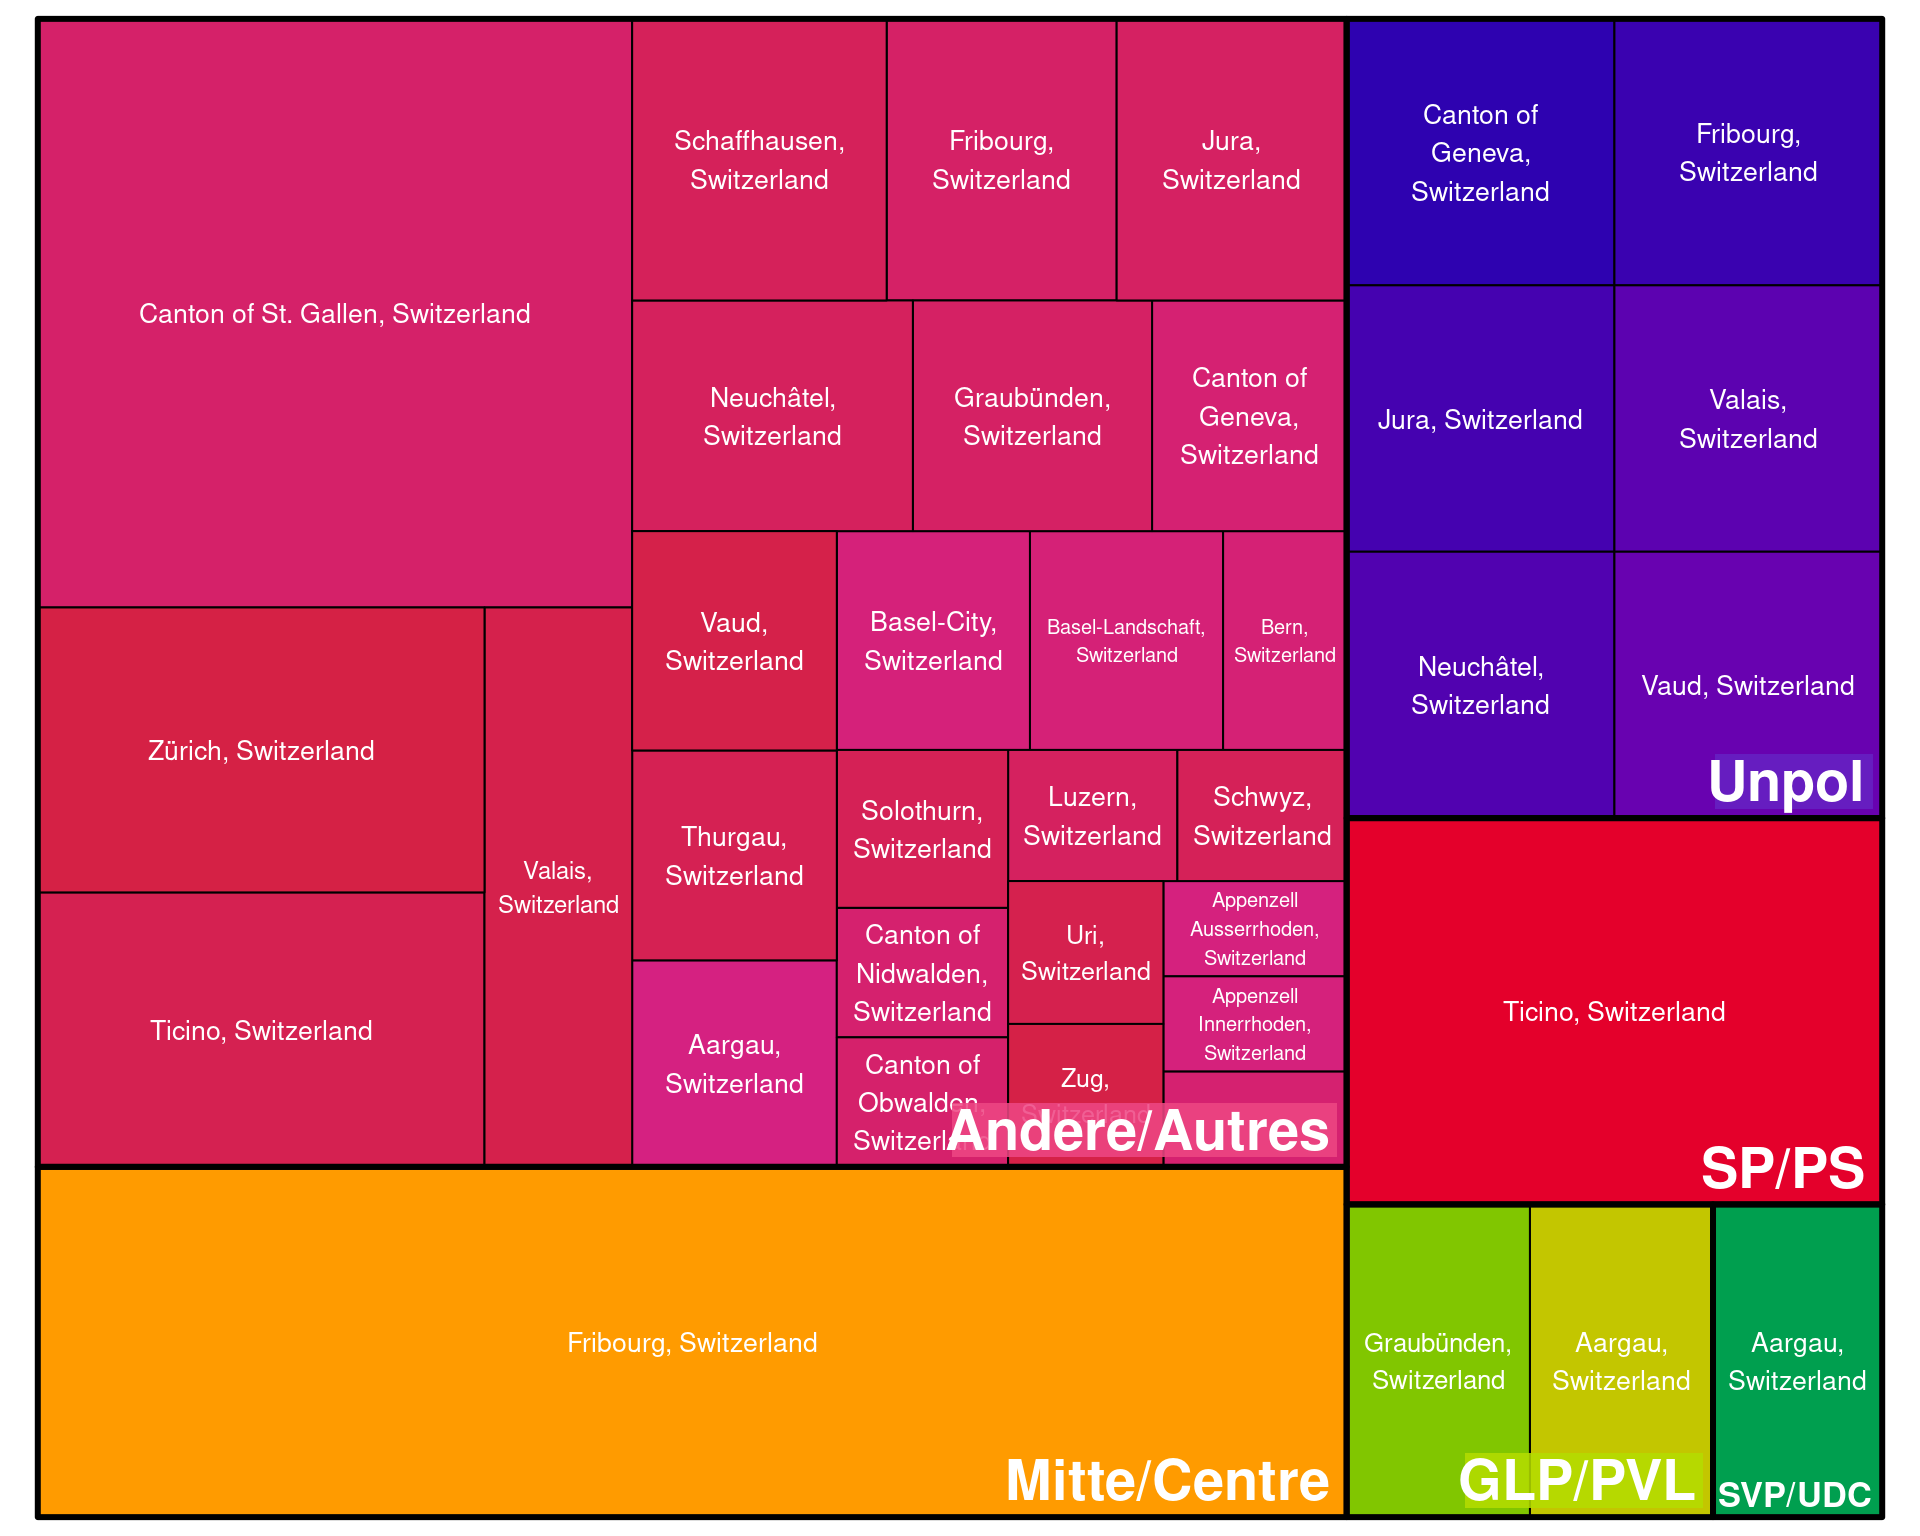 Canton of St. Gallen, Switzerland
Schaffhausen,
Switzerland
Fribourg,
Switzerland
Jura,
Switzerland
Neuchâtel,
Switzerland
Graubünden,
Switzerland
Canton of
Geneva,
Switzerland
Zürich, Switzerland
Ticino, Switzerland
Valais,
Switzerland
Vaud,
Switzerland
Basel-City,
Switzerland
Basel-Landschaft,
Switzerland
Bern,
Switzerland
Thurgau,
Switzerland
Aargau,
Switzerland
Solothurn,
Switzerland
Luzern,
Switzerland
Schwyz,
Switzerland
Canton of
Nidwalden,
Switzerland
Uri,
Switzerland
Appenzell
Ausserrhoden,
Switzerland
Appenzell
Innerrhoden,
Switzerland
Canton of
Obwalden,
Switzerland
Zug,
Switzerland
Andere/Autres
Fribourg, Switzerland
Mitte/Centre
Canton of
Geneva,
Switzerland
Fribourg,
Switzerland
Jura, Switzerland
Valais,
Switzerland
Neuchâtel,
Switzerland
Vaud, Switzerland
Unpol
Ticino, Switzerland
SP/PS
Graubünden,
Switzerland
Aargau,
Switzerland
GLP/PVL
Aargau,
Switzerland
SVP/UDC